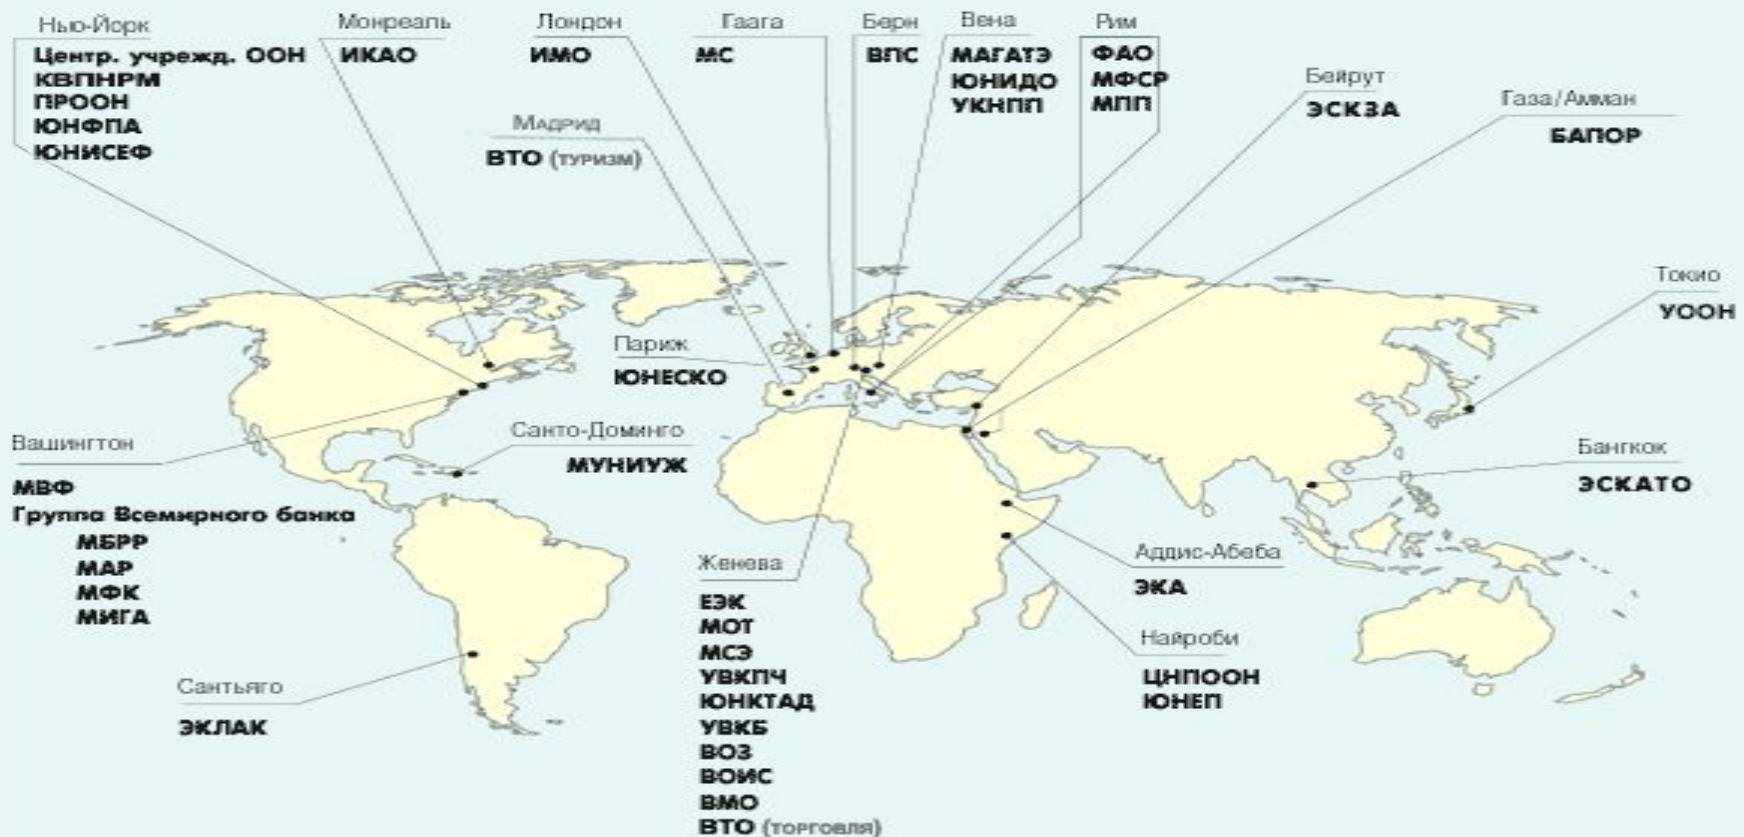 Нью-Йорк
Центр. учрежд. ООН
КВПНРМ
ПРООН
ЮНФПА
ЮНИСЕФ
Монреаль
ИКАО
Лондон
ИМО
Гаага
МС
Берн
ВПС
Вена
МАГАТЭ
ЮНИДО
УКНПП
Рим
ФАО
МФСР
МПП
Бейрут
ЭСКЗА
Газа/Амман
БАПОР
Мадрид
ВТО (туризм)
Токио
УООН
Париж
ЮНЕСКО
Вашингтон
МВФ
Группа Всемирного банка
МБРР
МАР
МФК
МИГА
Санто-Доминго
МУНИУЖ
Бангкок
ЭСКАТО
Аддис-Абеба
ЭКА
Женева
ЕЭК
МОТ
МСЭ
УВКПЧ
ЮНКТАД
УВКБ
ВОЗ
ВОИС
ВМО
ВТО (торговля)
Найроби
ЦНПООН
ЮНЕП
Сантьяго
ЭКЛАК